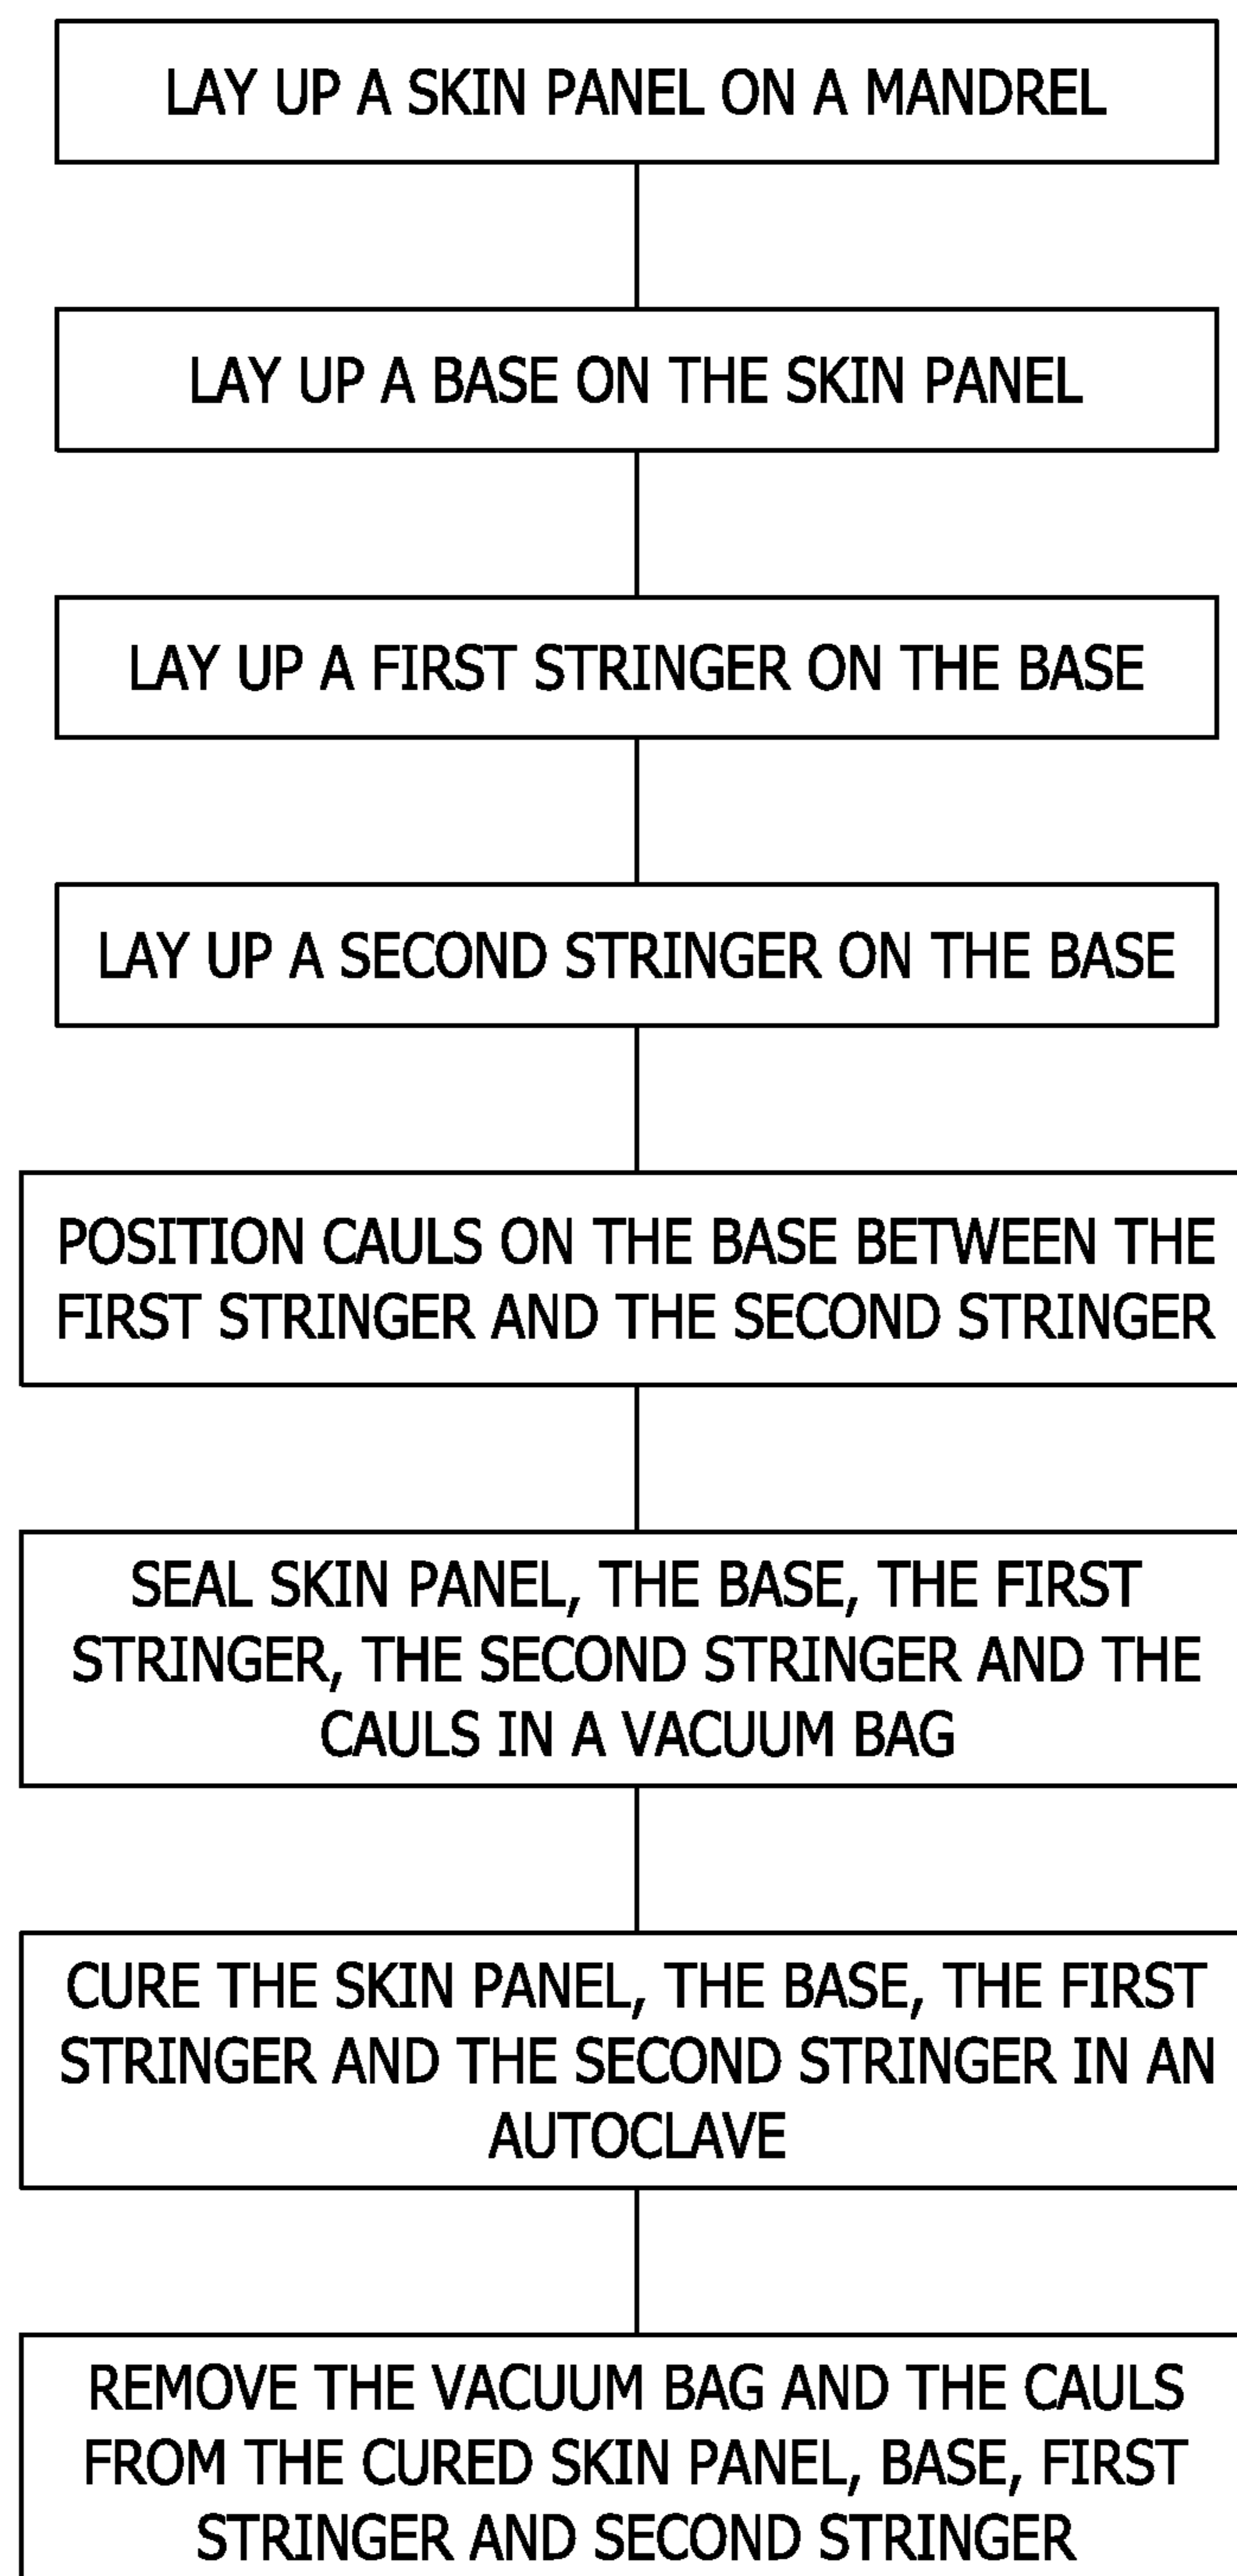 LAY UP A SKIN PANEL ON A MANDREL
LAY UP A BASE ON THE SKIN PANEL
LAY UP A FIRST STRINGER ON THE BASE
LAY UP A SECOND STRINGER ON THE BASE
POSITION CAULS ON THE BASE BETWEEN THE
FIRST STRINGER AND THE SECOND STRINGER
SEAL SKIN PANEL, THE BASE, THE FIRST
STRINGER, THE SECOND STRINGER AND THE
CAULS IN A VACUUM BAG
CURE THE SKIN PANEL, THE BASE, THE FIRST
STRINGER AND THE SECOND STRINGER IN AN
AUTOCLAVE
REMOVE THE VACUUM BAG AND THE CAULS
FROM THE CURED SKIN PANEL, BASE, FIRST
STRINGER AND SECOND STRINGER